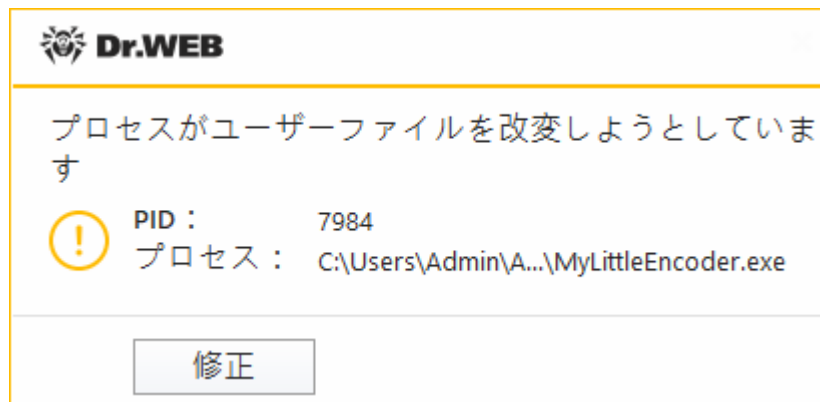 Dr.WEB
プロセスがユーザーファイルを改変しようとしていま
す
PID： 7984
プロセス： C:\Users\Admin\A...\MyLittleEncoder.exe
修正